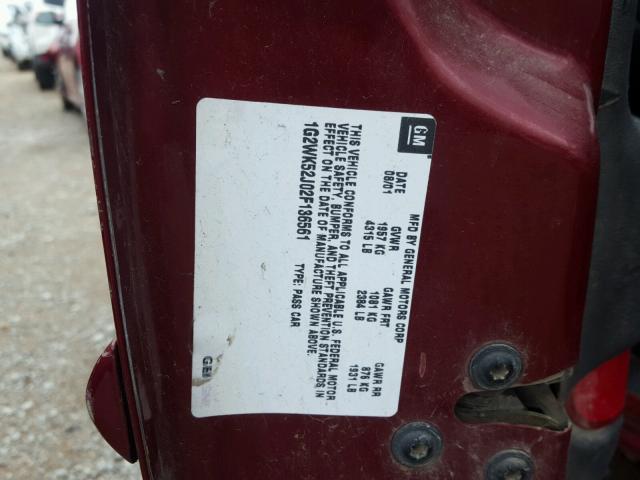 GM
MFD BY GENERAL MOTORS CORP
DATE GVWR GAWR FRT GAWR RR
08/01 1957 KG 1081 KG 876 KG
4315 LB 2384 LB 1931 LB
THIS VEHICLE CONFORMS TO ALL APPLICABLE U.S. FEDERAL MOTOR
VEHICLE SAFETY, BUMPER, AND THEFT PREVENTION STANDARDS IN
EFFECT ON THE DATE OF MANUFACTURE SHOWN ABOVE.
1G2WK52J02F136561 TYPE: PASS CAR